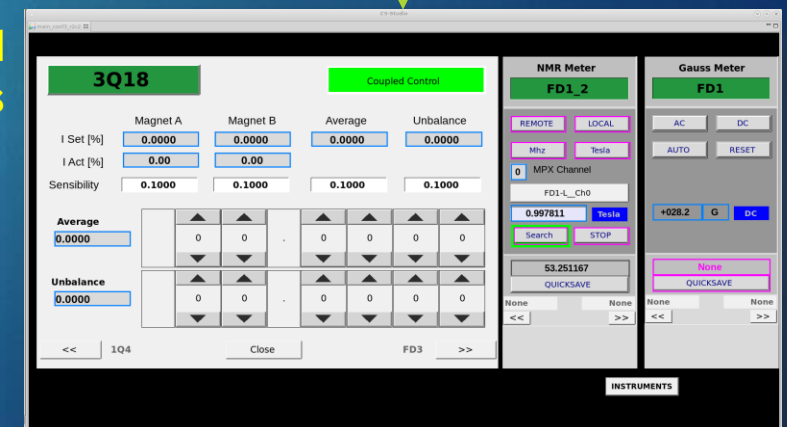 CS-Studio
3Q18
Coupled Control
Magnet A Magnet B Average Unbalance
I Set [%] 0.0000 0.0000 0.0000 0.0000
I Act [%] 0.00 0.00
Sensibility 0.1000 0.1000 0.1000 0.1000
Average
0.0000
0 0 . 0 0 0 0
Unbalance
0.0000
0 0 . 0 0 0 0
<< 1Q4 Close FD3 >>
NMR Meter
FD1_2
REMOTE LOCAL
Mhz Tesla
0 MPX Channel
FD1-L__Ch0
0.997811 Tesla
Search STOP
53.251167
QUICKSAVE
None None
<< >>
Gauss Meter
FD1
AC DC
AUTO RESET
+028.2 G DC
None
QUICKSAVE
None None
<< >>
INSTRUMENTS